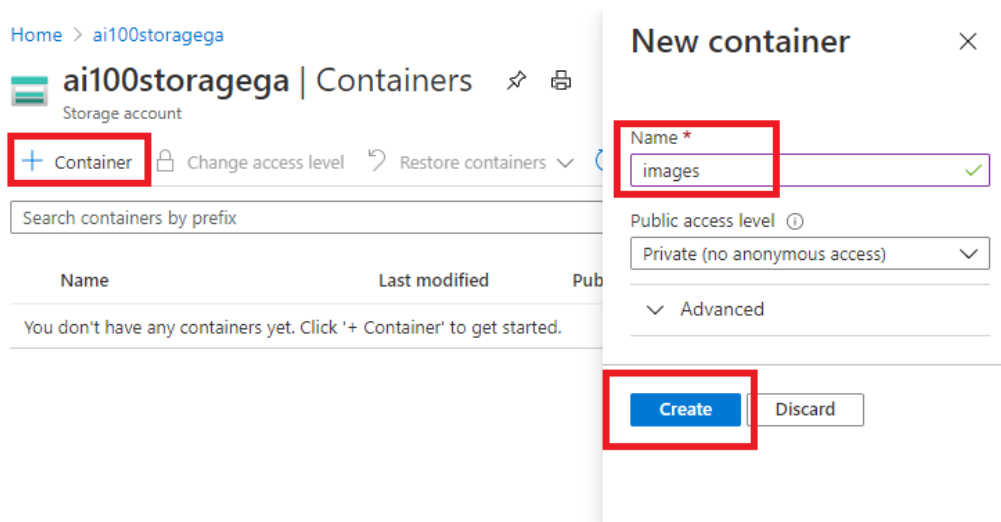 Home > ai100storagega
ai100storagega | Containers
Storage account
+ Container Change access level Restore containers
Search containers by prefix
Name Last modified Pub
You don't have any containers yet. Click '+ Container' to get started.
New container
Name *
images
Public access level
Private (no anonymous access)
Advanced
Create Discard